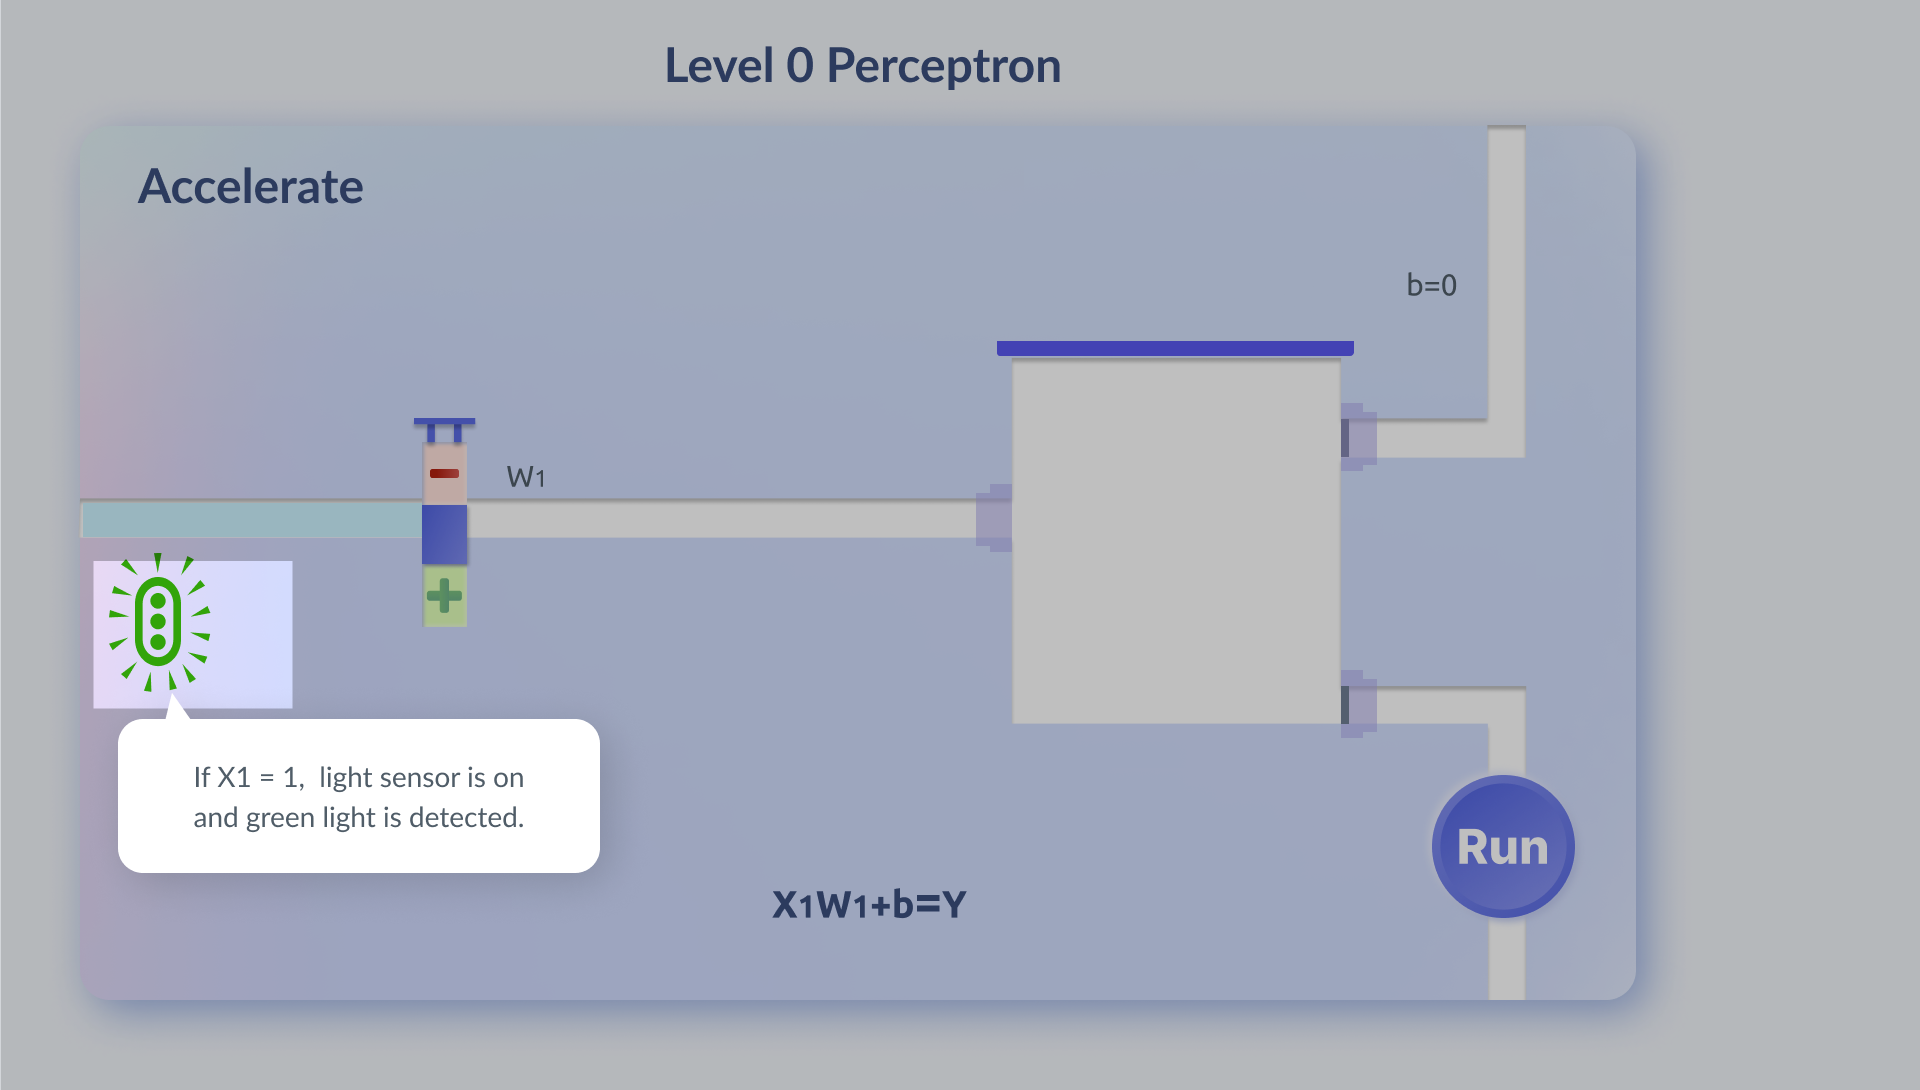 Level 0 Perceptron
Accelerate
b=0
W1
If X1 = 1,  light sensor is on
and green light is detected.
Run
X1W1+b=Y